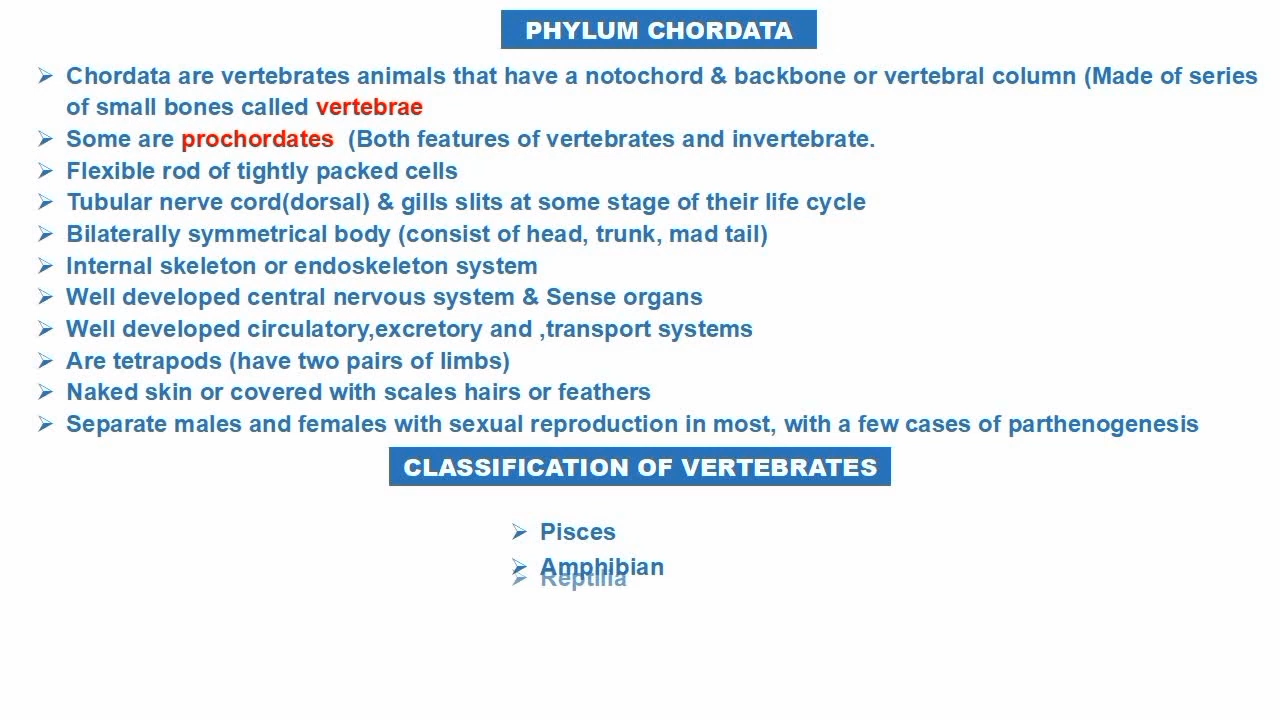 PHYLUM CHORDATA
➢ Chordata are vertebrates animals that have a notochord & backbone or vertebral column (Made of series
of small bones called vertebrae
➢ Some are prochordates (Both features of vertebrates and invertebrate.
➢ Flexible rod of tightly packed cells
➢ Tubular nerve cord(dorsal) & gills slits at some stage of their life cycle
➢ Bilaterally symmetrical body (consist of head, trunk, mad tail)
➢ Internal skeleton or endoskeleton system
➢ Well developed central nervous system & Sense organs
➢ Well developed circulatory,excretory and ,transport systems
➢ Are tetrapods (have two pairs of limbs)
➢ Naked skin or covered with scales hairs or feathers
➢ Separate males and females with sexual reproduction in most, with a few cases of parthenogenesis
CLASSIFICATION OF VERTEBRATES
➢ Pisces
➢ Amphibian
➢ Reptilia